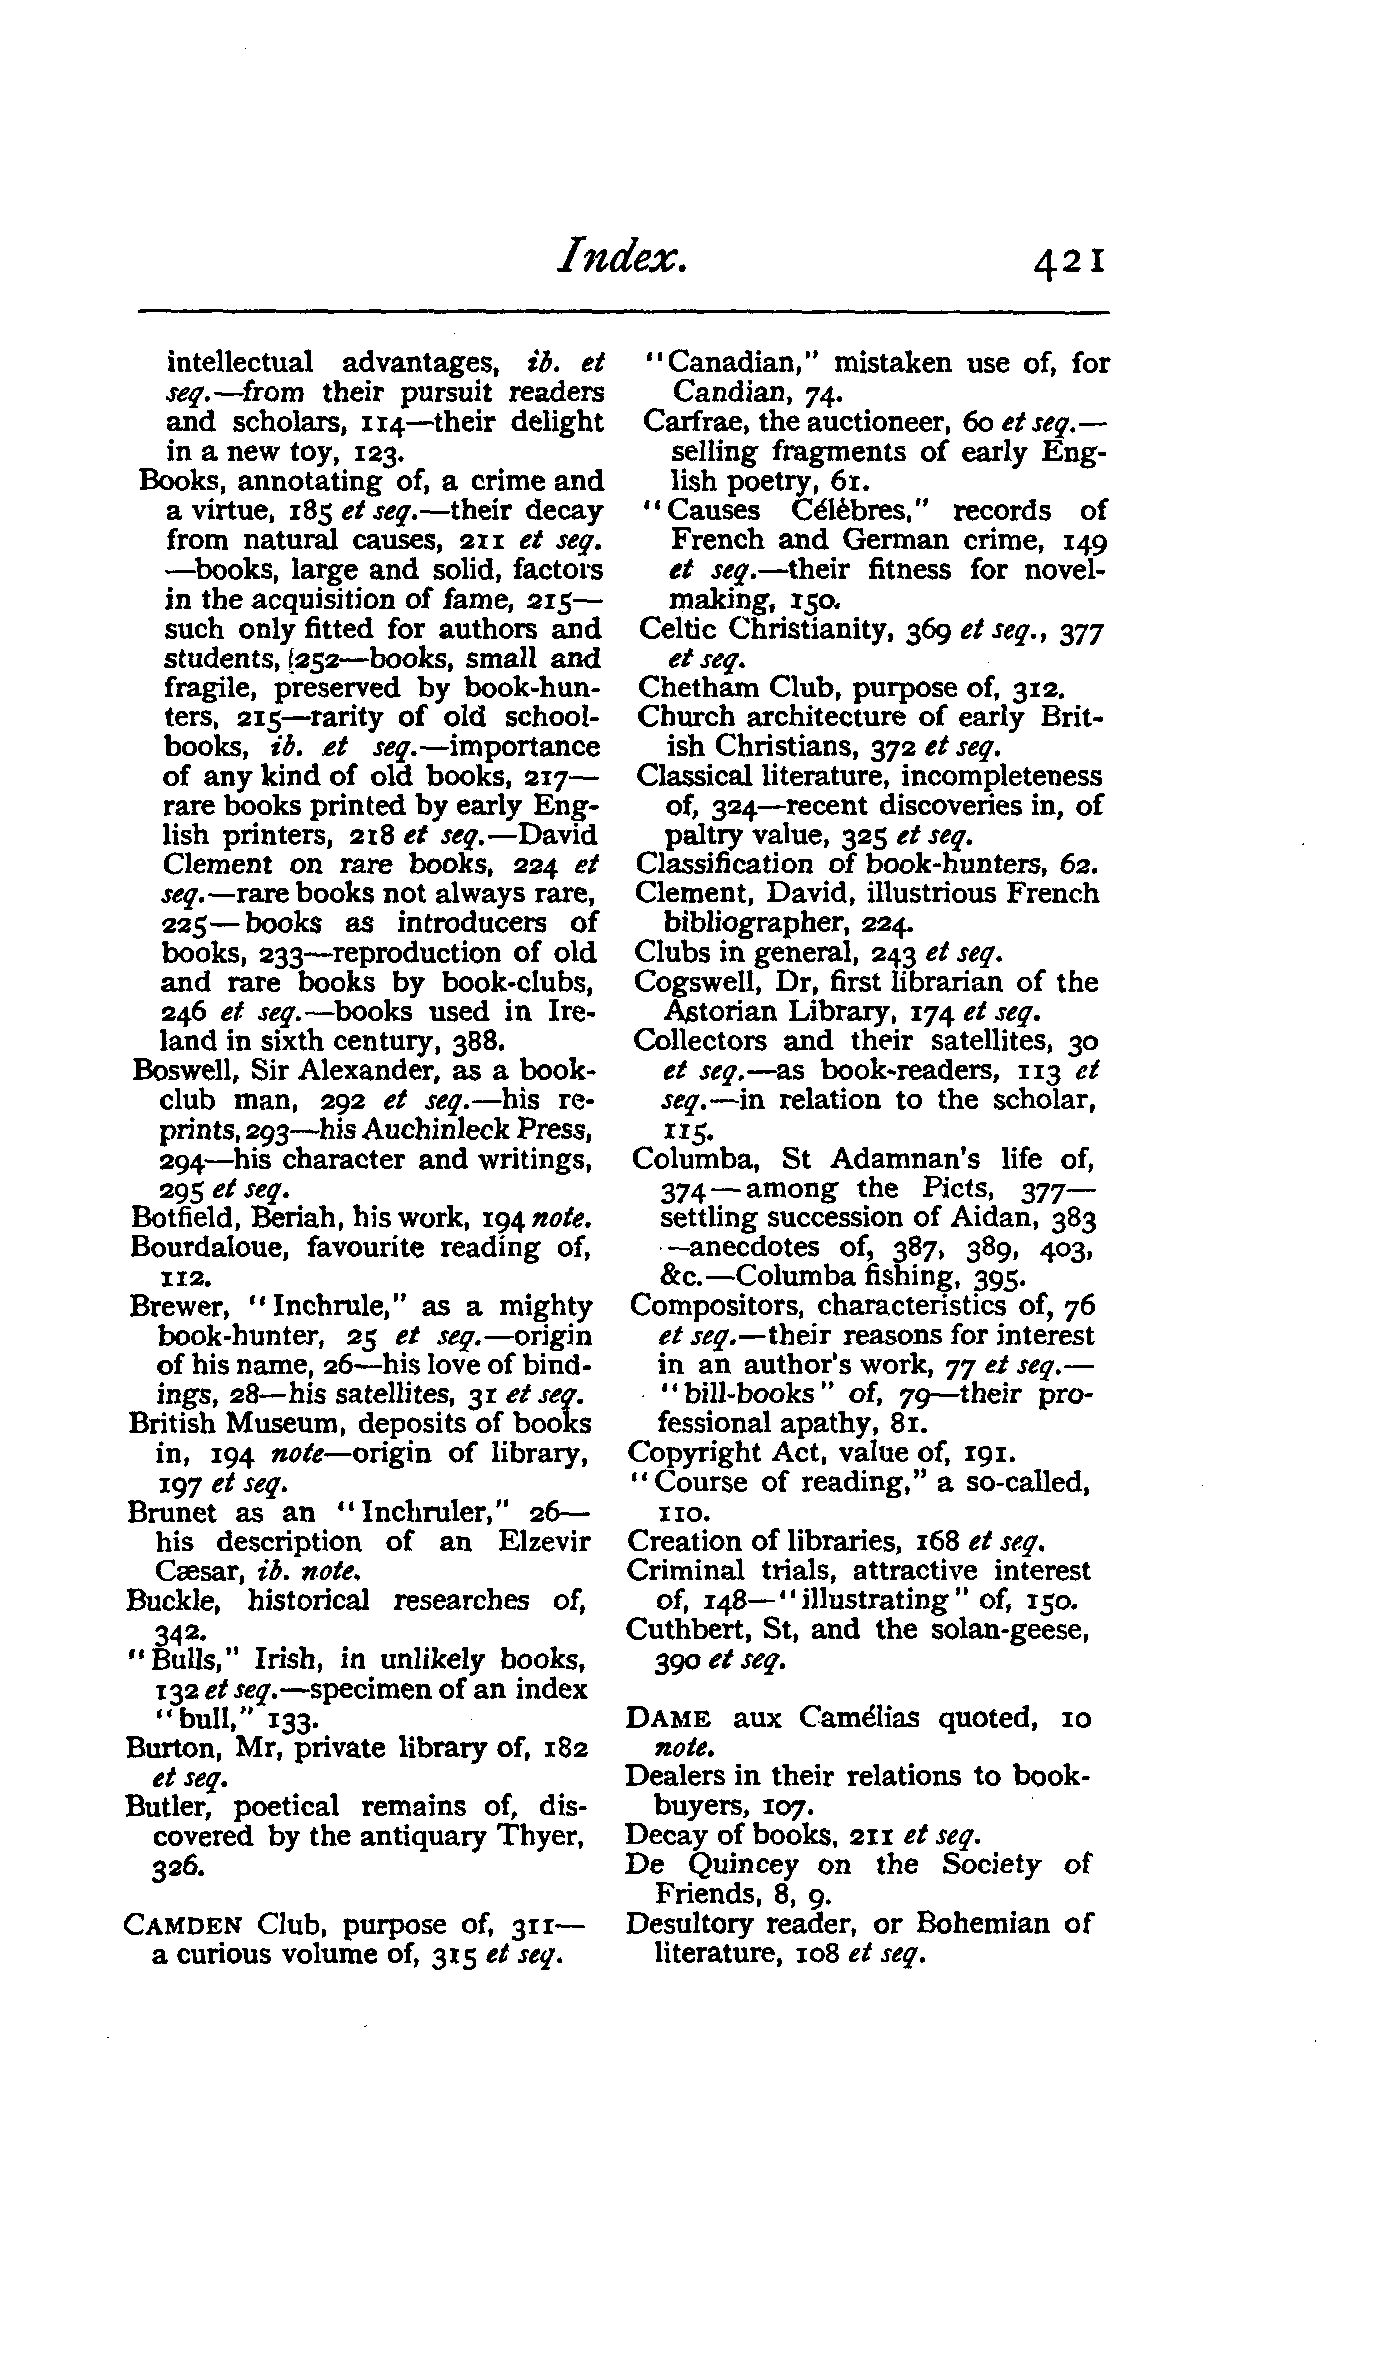 Index. 421
intellectual advantages, ib. et
seq.—from their pursuit readers
and scholars, 114—their delight
in a new toy, 123.
Books, annotating of, a crime and
a virtue, 185 et seq.—their decay
from natural causes, 211 et seq.
—books, large and solid, factors
in the acquisition of fame, 215—
such only fitted for authors and
students, 252—books, small and
fragile, preserved by book-hun-
ters, 215—rarity of old school-
books, ib. et seq.—importance
of any kind of old books, 217—
rare books printed by early Eng-
lish printers, 218 et seq.—David
Clement on rare books, 224 et
seq.—rare books not always rare,
225—books as introducers of
books, 233—reproduction of old
and rare books by book-clubs,
246 et seq.—books used in Ire-
land in sixth century, 388.
Boswell, Sir Alexander, as a book-
club man, 292 et seq.—his re-
prints, 293—his Auchinleck Press,
294—his character and writings,
295 et seq.
Botfield, Beriah, his work, 194 note.
Bourdaloue, favourite reading of,
112.
Brewer, "Inchrule," as a mighty
book-hunter, 25 et seq.—origin
of his name, 26—his love of bind-
ings, 28—his satellites, 31 et seq.
British Museum, deposits of books
in, 194 note—origin of library,
197 et seq.
Brunet as an "Inchruler," 26—
his description of an Elzevir
Cæsar, ib. note.
Buckle, historical researches of,
342.
"Bulls," Irish, in unlikely books,
132 et seq.—specimen of an index
"bull," 133.
Burton, Mr, private library of, 182
et seq.
Butler, poetical remains of, dis-
covered by the antiquary Thyer,
326.
CAMDEN Club, purpose of, 311—
a curious volume of, 315 et seq.
"Canadian," mistaken use of, for
Candian, 74.
Carfrae, the auctioneer, 60 et seq.—
selling fragments of early Eng-
lish poetry, 61.
"Causes Célèbres," records of
French and German crime, 149
et seq.—their fitness for novel-
making, 150.
Celtic Christianity, 369 et seq., 377
et seq.
Chetham Club, purpose of, 312.
Church architecture of early Brit-
ish Christians, 372 et seq.
Classical literature, incompleteness
of, 324—recent discoveries in, of
paltry value, 325 et seq.
Classification of book-hunters, 62.
Clement, David, illustrious French
bibliographer, 224.
Clubs in general, 243 et seq.
Cogswell, Dr, first librarian of the
Astorian Library, 174 et seq.
Collectors and their satellites, 30
et seq.—as book-readers, 113 et
seq.—in relation to the scholar,
115.
Columba, St Adamnan's life of,
374—among the Picts, 377—
settling succession of Aidan, 383
—anecdotes of, 387, 389, 403,
&c.—Columba fishing, 395.
Compositors, characteristics of, 76
et seq.—their reasons for interest
in an author's work, 77 et seq.—
"bill-books" of, 79—their pro-
fessional apathy, 81.
Copyright Act, value of, 191.
"Course of reading," a so-called,
110.
Creation of libraries, 168 et seq.
Criminal trials, attractive interest
of, 148—"illustrating" of, 150.
Cuthbert, St, and the solan-geese,
390 et seq.
DAME aux Camélias quoted, 10
note.
Dealers in their relations to book-
buyers, 107.
Decay of books, 211 et seq.
De Quincey on the Society of
Friends, 8, 9.
Desultory reader, or Bohemian of
literature, 108 et seq.